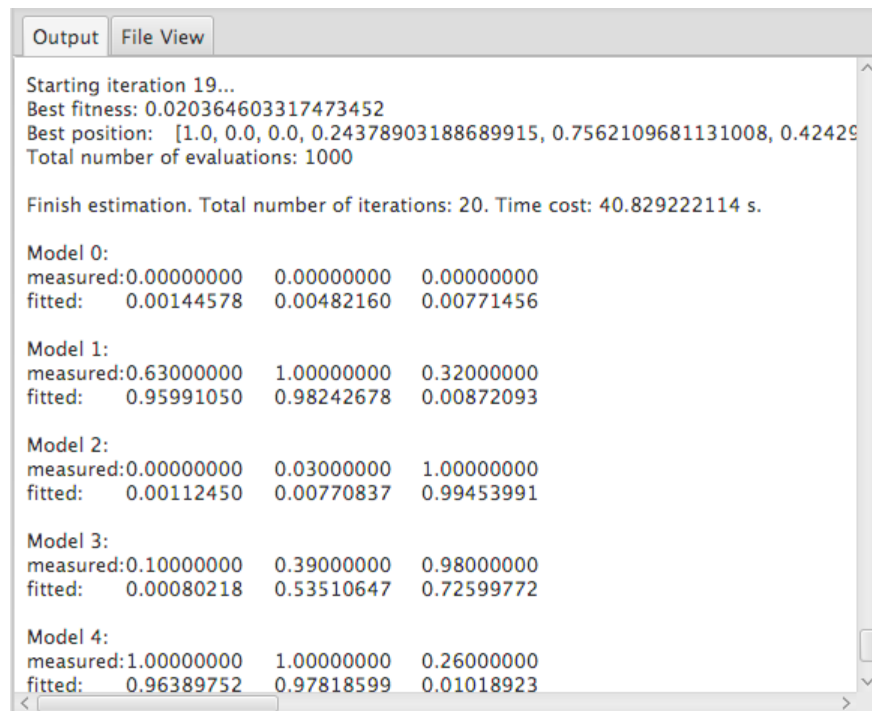 Output File View
Starting iteration 19...
Best fitness: 0.020364603317473452
Best position: [1.0, 0.0, 0.0, 0.24378903188689915, 0.7562109681131008, 0.42429
Total number of evaluations: 1000
Finish estimation. Total number of iterations: 20. Time cost: 40.829222114 s.
Model 0:
measured:0.00000000 0.00000000 0.00000000
fitted: 0.00144578 0.00482160 0.00771456
Model 1:
measured:0.63000000 1.00000000 0.32000000
fitted: 0.95991050 0.98242678 0.00872093
Model 2:
measured:0.00000000 0.03000000 1.00000000
fitted: 0.00112450 0.00770837 0.99453991
Model 3:
measured:0.10000000 0.39000000 0.98000000
fitted: 0.00080218 0.53510647 0.72599772
Model 4:
measured:1.00000000 1.00000000 0.26000000
fitted: 0.96389752 0.97818599 0.01018923